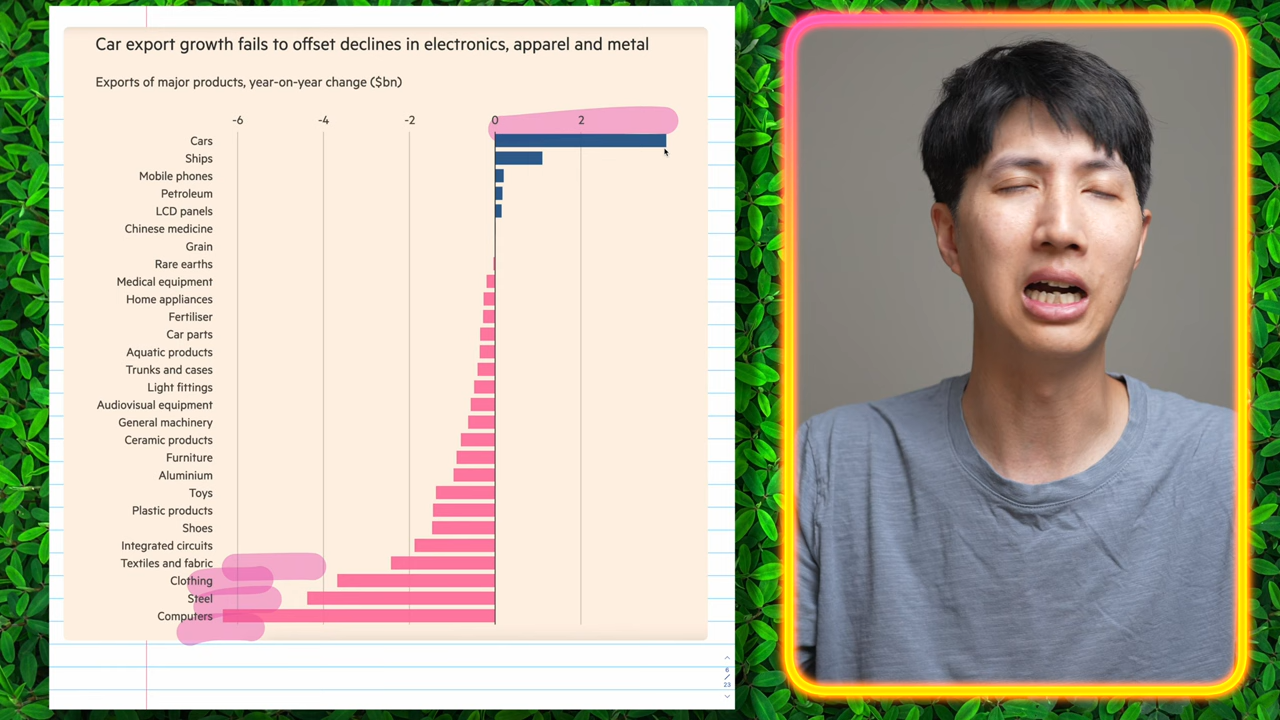 Car export growth fails to offset declines in electronics, apparel and metal
Exports of major products, year-on-year change ($bn)
-6 -4 -2 0 2
Cars
Ships
Mobile phones
Petroleum
LCD panels
Chinese medicine
Grain
Rare earths
Medical equipment
Home appliances
Fertiliser
Car parts
Aquatic products
Trunks and cases
Light fittings
Audiovisual equipment
General machinery
Ceramic products
Furniture
Aluminium
Toys
Plastic products
Shoes
Integrated circuits
Textiles and fabric
Clothing
Steel
Computers
6
/
23